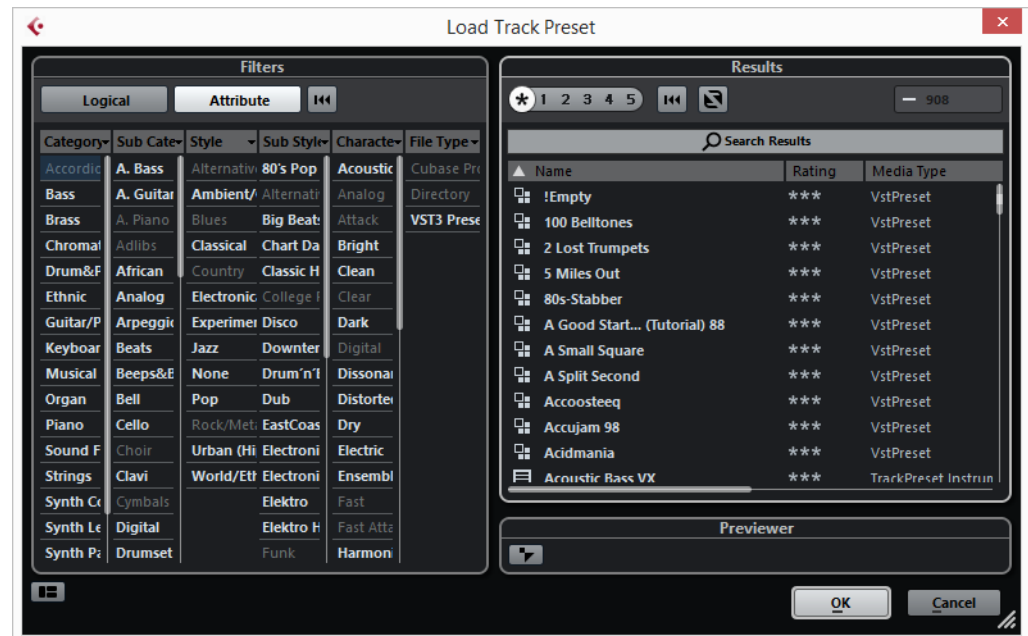 Load Track Preset
Filters
Logical Attribute
Category Sub Cate Style Sub Style Characte File Type
Accordic A. Bass Alternativ 80's Pop Acoustic Cubase Pro
Bass A. Guitar Ambient/ Alternati Analog Directory
Brass A. Piano Blues Big Beat Attack VST3 Prese
Chromat Adlibs Classical Chart Da Bright
Drum&P African Country Classic H Clean
Ethnic Analog Electronic College Clear
Guitar/P Arpeggio Experimen Disco Dark
Keyboar Beats Jazz Downter Digital
Musical Beeps&B None Drum'n' Dissonan
Organ Bell Pop Dub Distorted
Piano Cello Rock/Meta EastCoas Dry
Sound F Choir Urban (Hi Electroni Electric
Strings Clavi World/Eth Electroni Ensembl
Synth Co Cymbals Elektro Fast
Synth Le Digital Elektro H Fast Atta
Synth Pa Drumset Funk Harmoni
Results
* 1 2 3 4 5 908
Search Results
Name Rating Media Type
!Empty *** VstPreset
100 Belltones *** VstPreset
2 Lost Trumpets *** VstPreset
5 Miles Out *** VstPreset
80s-Stabber *** VstPreset
A Good Start... (Tutorial) 88 *** VstPreset
A Small Square *** VstPreset
A Split Second *** VstPreset
Accoosteeq *** VstPreset
Accujam 98 *** VstPreset
Acidmania *** VstPreset
Acoustic Bass VX *** TrackPreset Instrun
Previewer
OK Cancel